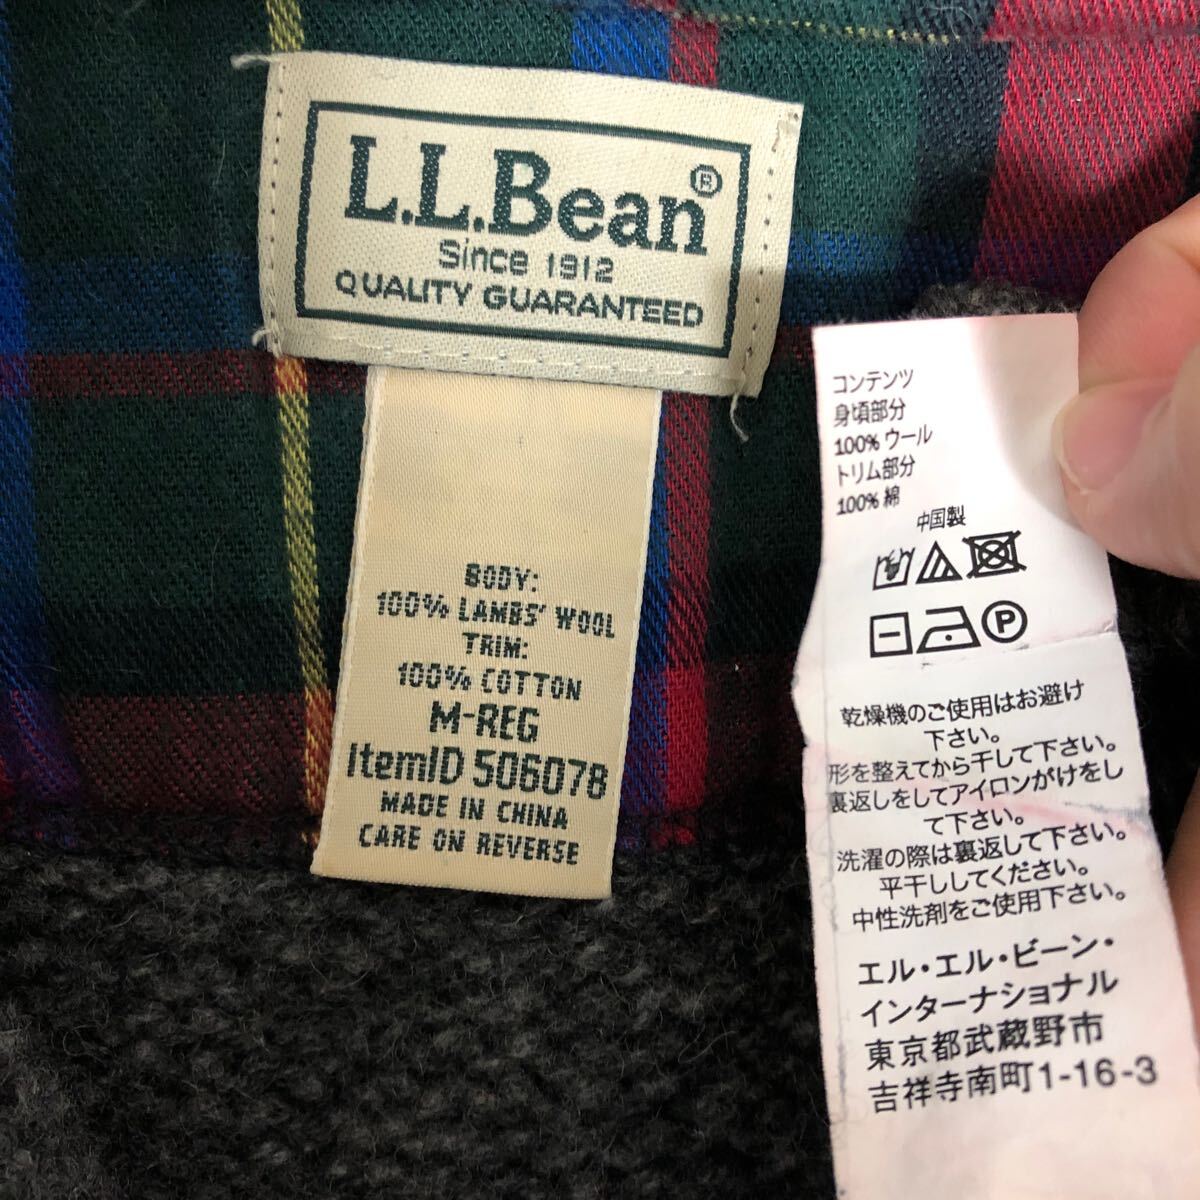 L.L.Bean®
Since 1912
QUALITY GUARANTEED
BODY:
100% LAMBS' WOOL
TRIM:
100% COTTON
M-REG
ItemID 506078
MADE IN CHINA
CARE ON REVERSE
コンテンツ
身頃部分
100% ウール
トリム部分
100% 綿
中国製
P
乾燥機のご使用はお避け
下さい。
形を整えてから干して下さい。
裏返しをしてアイロンがけをし
て下さい。
洗濯の際は裏返して下さい。
平干ししてください。
中性洗剤をご使用下さい。
エル・エル・ビーン・
インターナショナル
東京都武蔵野市
吉祥寺南町1-16-3